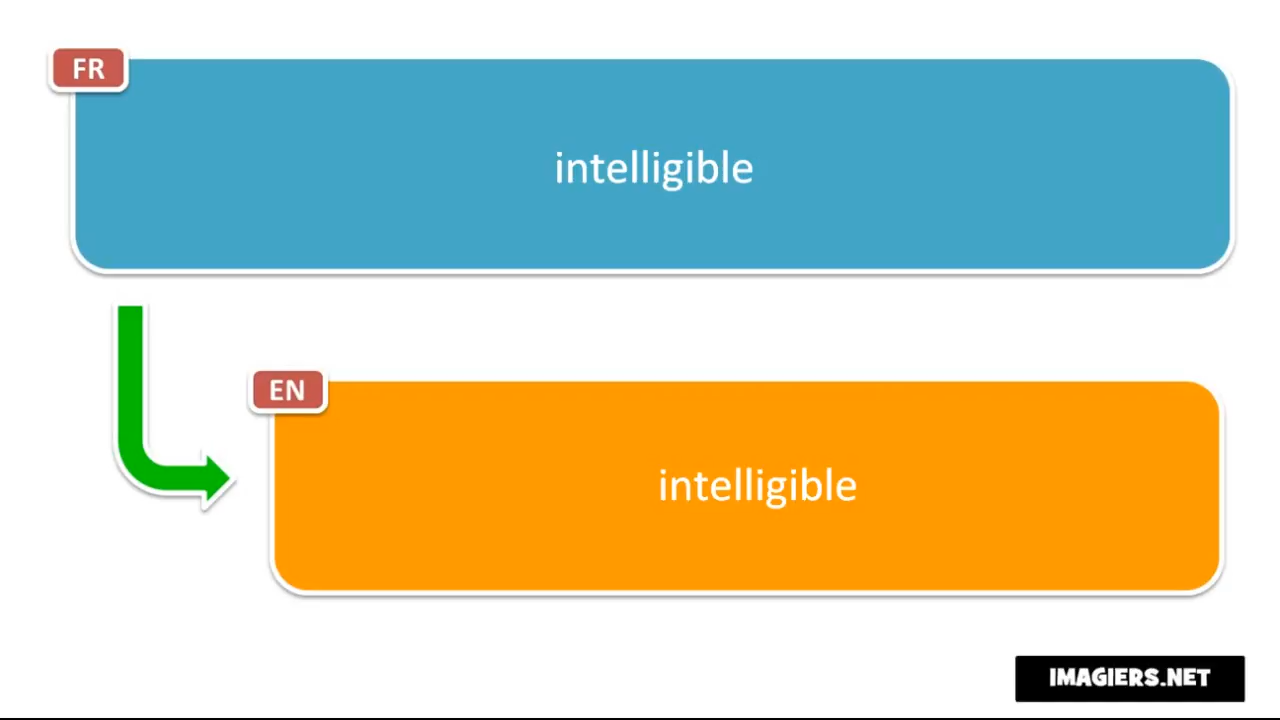 FR
intelligible
EN
intelligible
IMAGIERS.NET